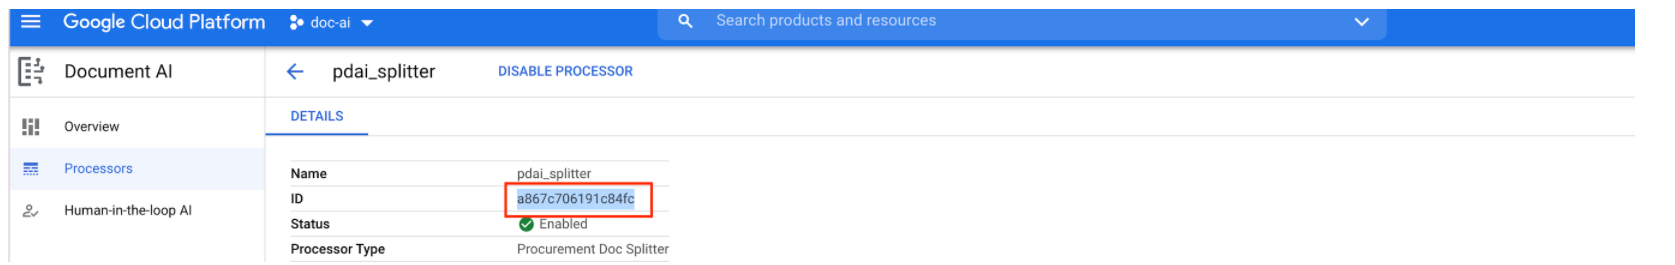 Google Cloud Platform doc-ai Search products and resources
Document AI pdai_splitter DISABLE PROCESSOR
DETAILS
Overview
Processors
Human-in-the-loop AI
Name pdai_splitter
ID a867c706191c84fc
Status Enabled
Processor Type Procurement Doc Splitter